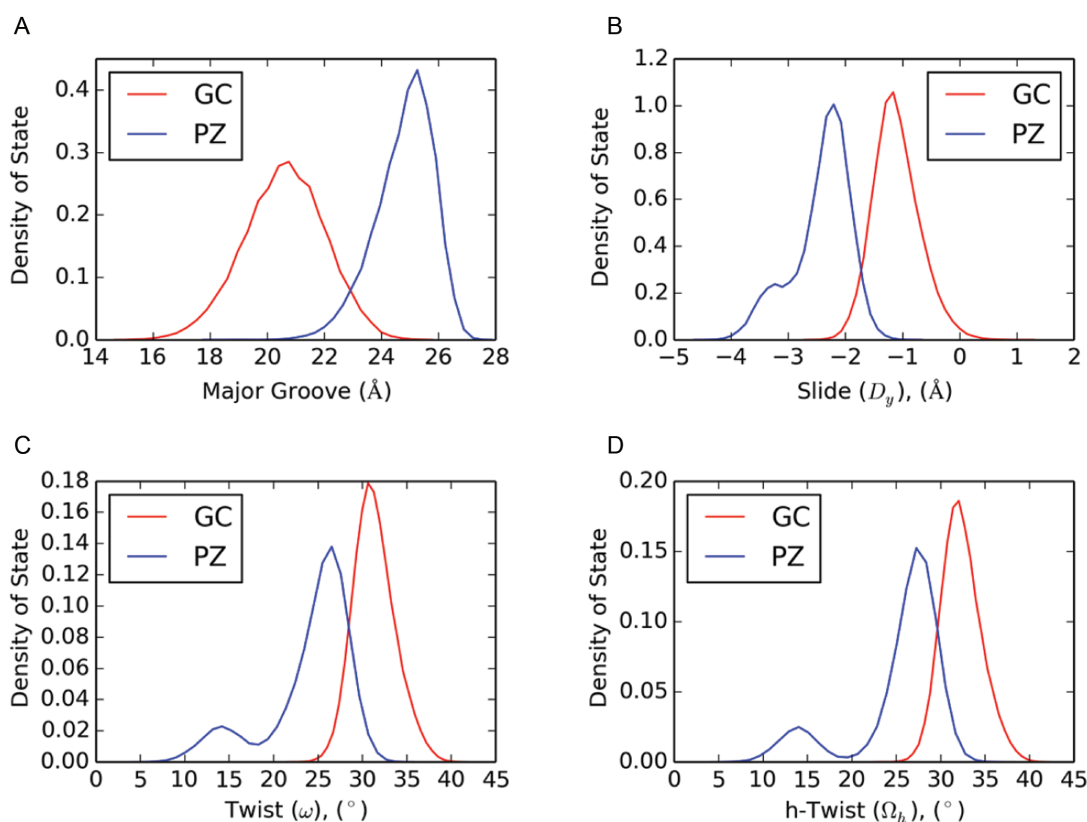 A
B
GC
PZ
Density of State
0.4
0.3
0.2
0.1
0.0
14 16 18 20 22 24 26 28
Major Groove (Å)
GC
PZ
Density of State
1.2
1.0
0.8
0.6
0.4
0.2
0.0
−5 −4 −3 −2 −1 0 1 2
Slide (D_y), (Å)
C
D
GC
PZ
Density of State
0.18
0.16
0.14
0.12
0.10
0.08
0.06
0.04
0.02
0.00
0 5 10 15 20 25 30 35 40 45
Twist (ω), (°)
GC
PZ
Density of State
0.20
0.15
0.10
0.05
0.00
0 5 10 15 20 25 30 35 40 45
h-Twist (Ω_h), (°)